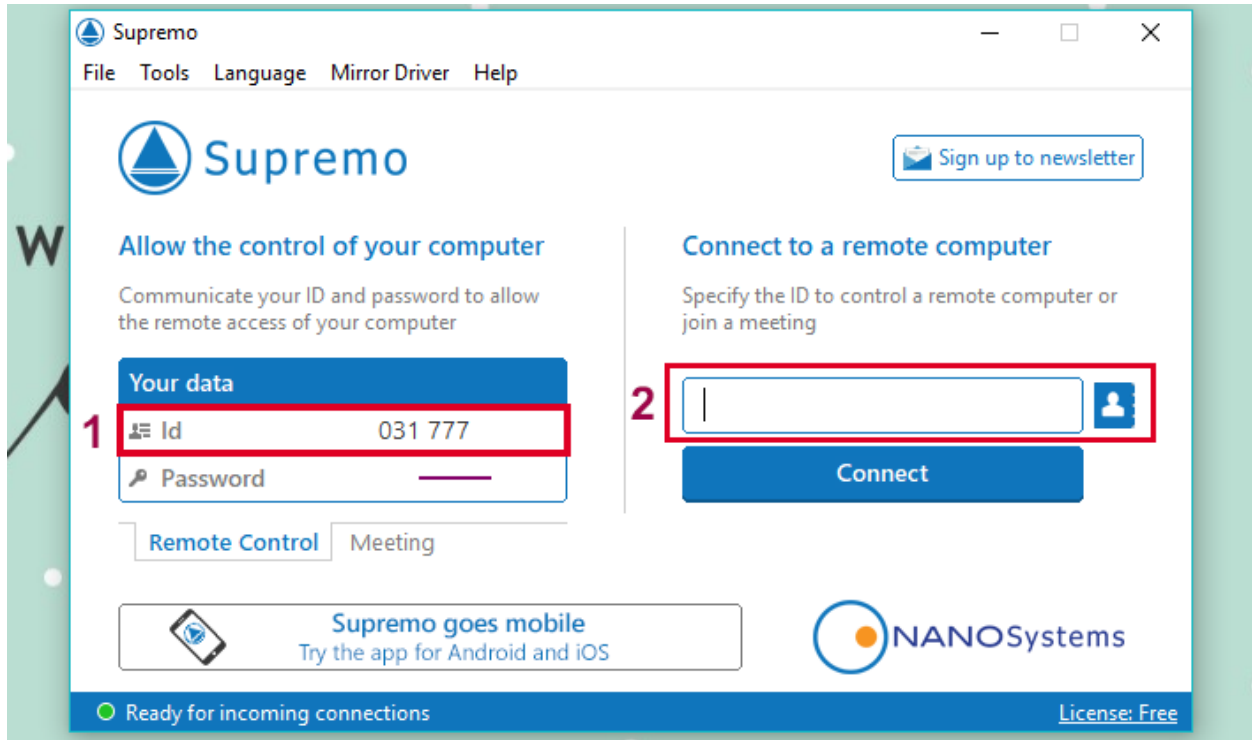 Supremo
File Tools Language Mirror Driver Help
Supremo
Sign up to newsletter
W
Allow the control of your computer
Communicate your ID and password to allow
the remote access of your computer
Your data
1
Id 031 777
Password
Remote Control Meeting
Connect to a remote computer
Specify the ID to control a remote computer or
join a meeting
2
Connect
Supremo goes mobile
Try the app for Android and iOS
NANOSystems
Ready for incoming connections
License: Free